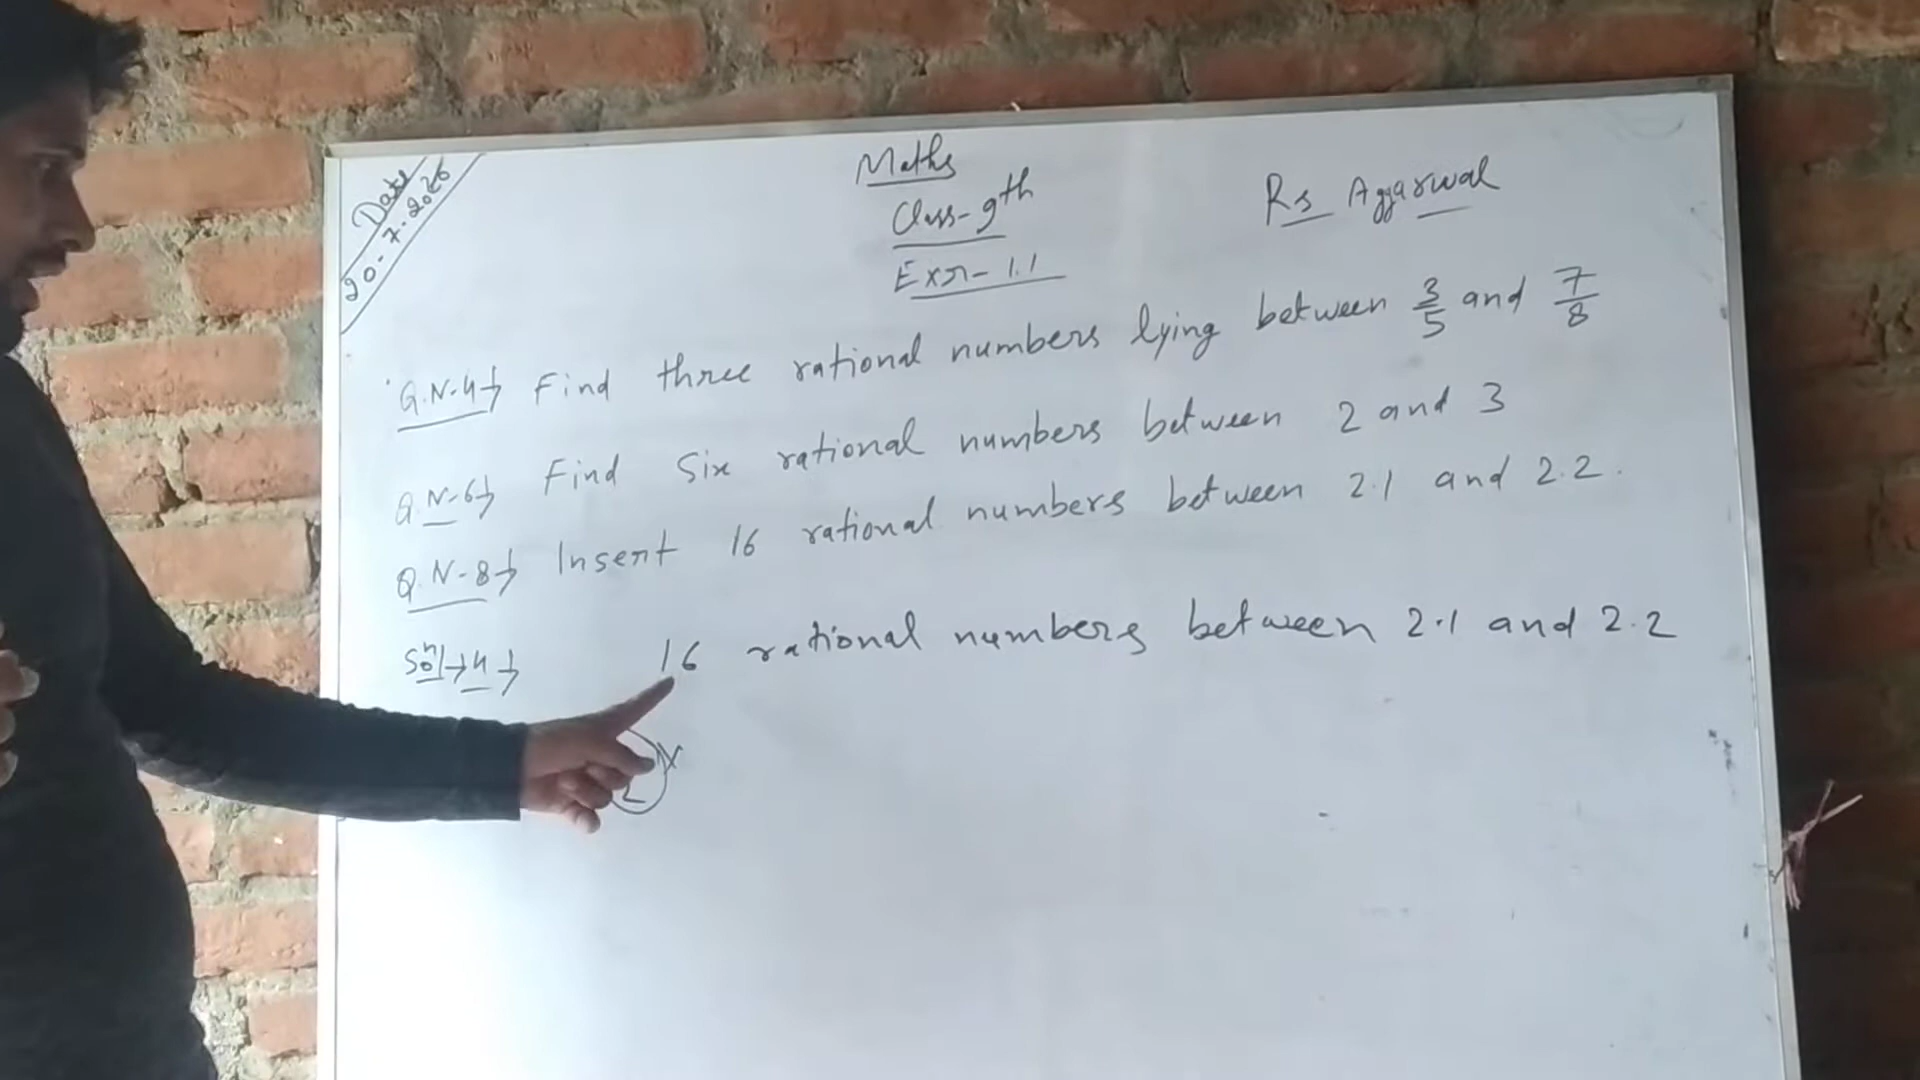 Date
20-7-2026
Maths
Class-9th
Rs Aggarwal
Exr-1.1
Q.N-4→ Find three rational numbers lying between 3/5 and 7/8
Q.N-6→ Find Six rational numbers between 2 and 3
Q.N-8→ Insert 16 rational numbers between 2.1 and 2.2.
Solⁿ→4→ 16 rational numbers between 2.1 and 2.2